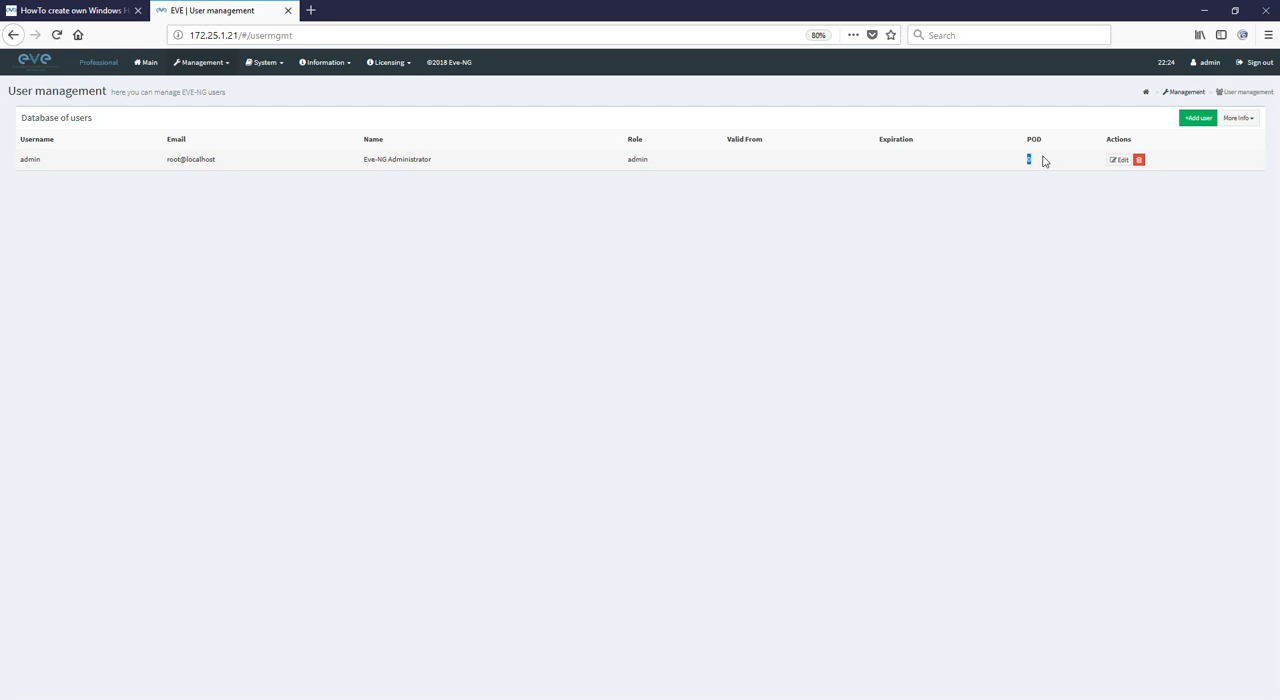 HowTo create own Windows H
EVE | User management
172.25.1.21/#/usermgmt
80%
Search
eve
Professional
Main
Management
System
Information
Licensing
©2018 Eve-NG
22:24
admin
Sign out
User management here you can manage EVE-NG users
Management
User management
Database of users
+Add user
More Info
Username Email Name Role Valid From Expiration POD Actions
admin root@localhost Eve-NG Administrator admin 0 Edit